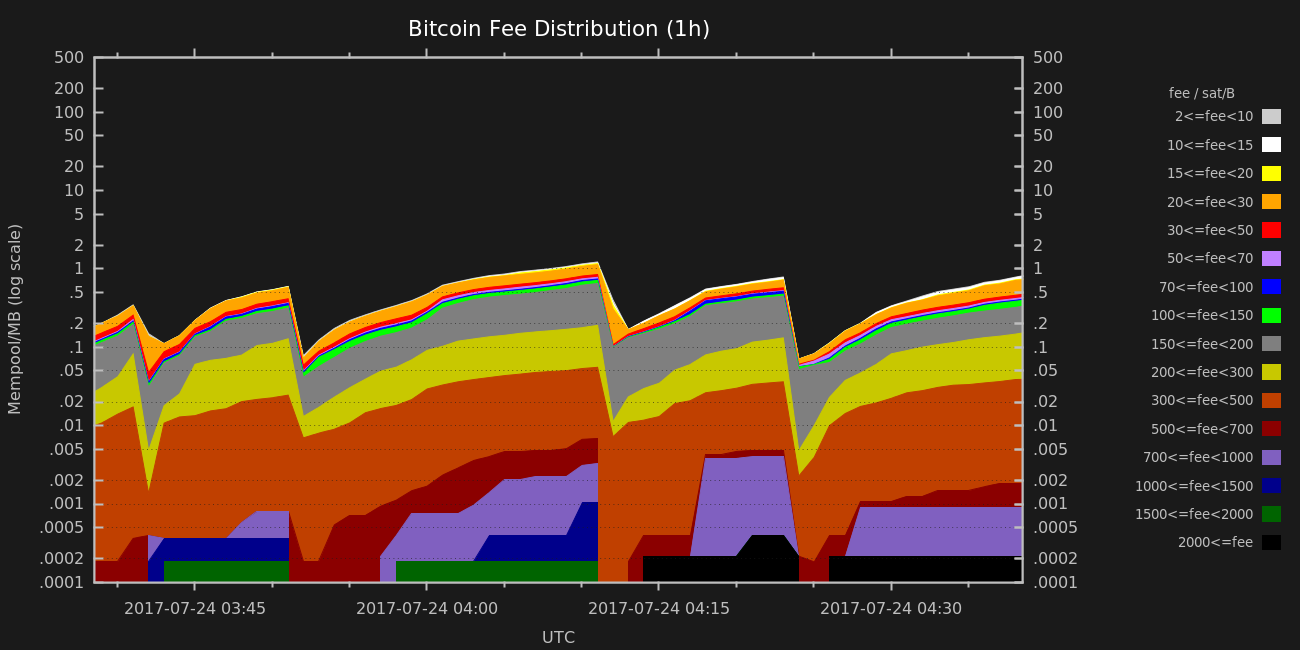 Bitcoin Fee Distribution (1h)
500
200
100
50
20
10
5
2
1
.5
.2
.1
.05
.02
.01
.005
.002
.001
.0005
.0002
.0001
Mempool/MB (log scale)
500
200
100
50
20
10
5
2
1
.5
.2
.1
.05
.02
.01
.005
.002
.001
.0005
.0002
.0001
2017-07-24 03:45
2017-07-24 04:00
2017-07-24 04:15
2017-07-24 04:30
UTC
fee / sat/B
2<=fee<10
10<=fee<15
15<=fee<20
20<=fee<30
30<=fee<50
50<=fee<70
70<=fee<100
100<=fee<150
150<=fee<200
200<=fee<300
300<=fee<500
500<=fee<700
700<=fee<1000
1000<=fee<1500
1500<=fee<2000
2000<=fee